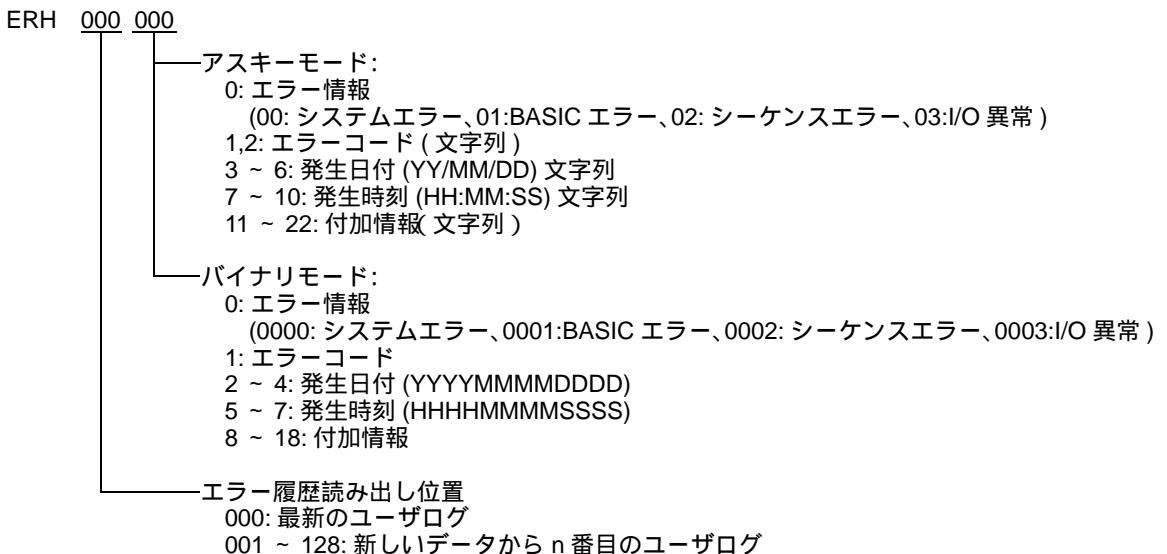 ERH 000 000
アスキーモード:
0: エラー情報
(00: システムエラー、01:BASIC エラー、02: シーケンスエラー、03:I/O 異常 )
1,2: エラーコード ( 文字列 )
3 ~ 6: 発生日付 (YY/MM/DD) 文字列
7 ~ 10: 発生時刻 (HH:MM:SS) 文字列
11 ~ 22: 付加情報( 文字列 )
バイナリモード:
0: エラー情報
(0000: システムエラー、0001:BASIC エラー、0002: シーケンスエラー、0003:I/O 異常 )
1: エラーコード
2 ~ 4: 発生日付 (YYYYMMMMDDDD)
5 ~ 7: 発生時刻 (HHHHMMMMSSSS)
8 ~ 18: 付加情報
エラー履歴読み出し位置
000: 最新のユーザログ
001 ~ 128: 新しいデータから n 番目のユーザログ